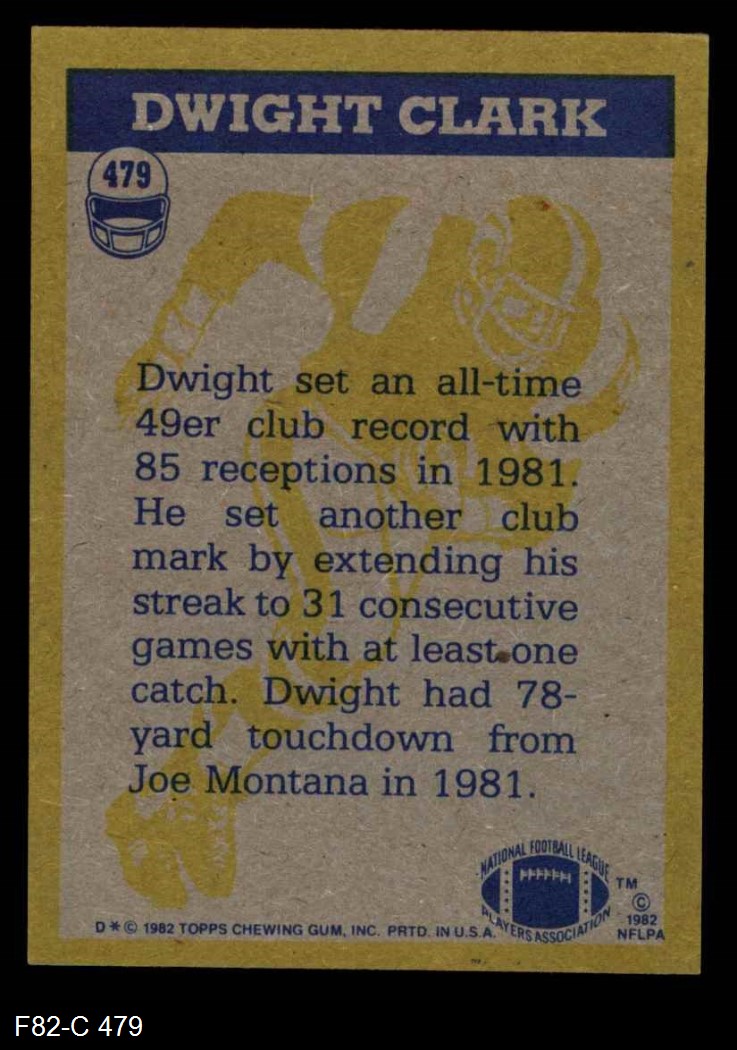 DWIGHT CLARK
479
Dwight set an all-time
49er club record with
85 receptions in 1981.
He set another club
mark by extending his
streak to 31 consecutive
games with at least one
catch. Dwight had 78-
yard touchdown from
Joe Montana in 1981.
NATIONAL FOOTBALL LEAGUE
PLAYERS ASSOCIATION
TM
©
1982
NFLPA
D * © 1982 TOPPS CHEWING GUM, INC. PRTD. IN U.S.A.
F82-C 479